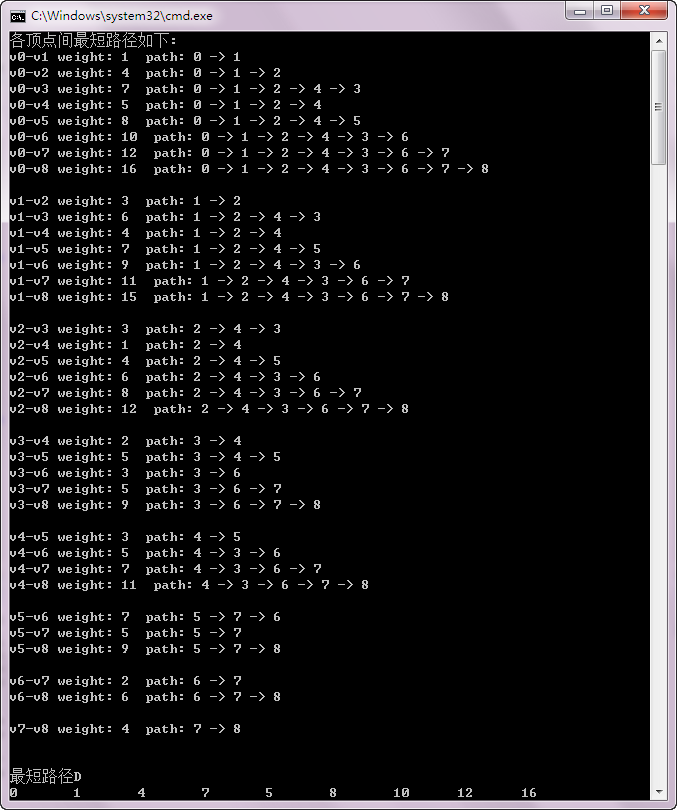 C:\Windows\system32\cmd.exe
各顶点间最短路径如下:
v0-v1 weight: 1  path: 0 -> 1
v0-v2 weight: 4  path: 0 -> 1 -> 2
v0-v3 weight: 7  path: 0 -> 1 -> 2 -> 4 -> 3
v0-v4 weight: 5  path: 0 -> 1 -> 2 -> 4
v0-v5 weight: 8  path: 0 -> 1 -> 2 -> 4 -> 5
v0-v6 weight: 10  path: 0 -> 1 -> 2 -> 4 -> 3 -> 6
v0-v7 weight: 12  path: 0 -> 1 -> 2 -> 4 -> 3 -> 6 -> 7
v0-v8 weight: 16  path: 0 -> 1 -> 2 -> 4 -> 3 -> 6 -> 7 -> 8
v1-v2 weight: 3  path: 1 -> 2
v1-v3 weight: 6  path: 1 -> 2 -> 4 -> 3
v1-v4 weight: 4  path: 1 -> 2 -> 4
v1-v5 weight: 7  path: 1 -> 2 -> 4 -> 5
v1-v6 weight: 9  path: 1 -> 2 -> 4 -> 3 -> 6
v1-v7 weight: 11  path: 1 -> 2 -> 4 -> 3 -> 6 -> 7
v1-v8 weight: 15  path: 1 -> 2 -> 4 -> 3 -> 6 -> 7 -> 8
v2-v3 weight: 3  path: 2 -> 4 -> 3
v2-v4 weight: 1  path: 2 -> 4
v2-v5 weight: 4  path: 2 -> 4 -> 5
v2-v6 weight: 6  path: 2 -> 4 -> 3 -> 6
v2-v7 weight: 8  path: 2 -> 4 -> 3 -> 6 -> 7
v2-v8 weight: 12  path: 2 -> 4 -> 3 -> 6 -> 7 -> 8
v3-v4 weight: 2  path: 3 -> 4
v3-v5 weight: 5  path: 3 -> 4 -> 5
v3-v6 weight: 3  path: 3 -> 6
v3-v7 weight: 5  path: 3 -> 6 -> 7
v3-v8 weight: 9  path: 3 -> 6 -> 7 -> 8
v4-v5 weight: 3  path: 4 -> 5
v4-v6 weight: 5  path: 4 -> 3 -> 6
v4-v7 weight: 7  path: 4 -> 3 -> 6 -> 7
v4-v8 weight: 11  path: 4 -> 3 -> 6 -> 7 -> 8
v5-v6 weight: 7  path: 5 -> 7 -> 6
v5-v7 weight: 5  path: 5 -> 7
v5-v8 weight: 9  path: 5 -> 7 -> 8
v6-v7 weight: 2  path: 6 -> 7
v6-v8 weight: 6  path: 6 -> 7 -> 8
v7-v8 weight: 4  path: 7 -> 8
最短路径D
0 1 4 7 5 8 10 12 16